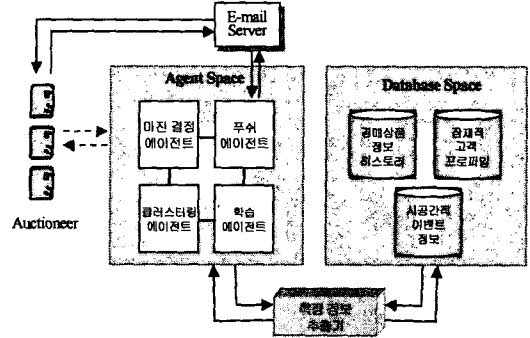 E-mail
Server
Agent Space
Database Space
마진 결정
에이전트
푸쉬
에이전트
경매상품
정보
히스토리
잠재적
고객
프로파일
클러스터링
에이전트
학습
에이전트
시공간적
이벤트
정보
Auctioneer
특정 정보
추출기